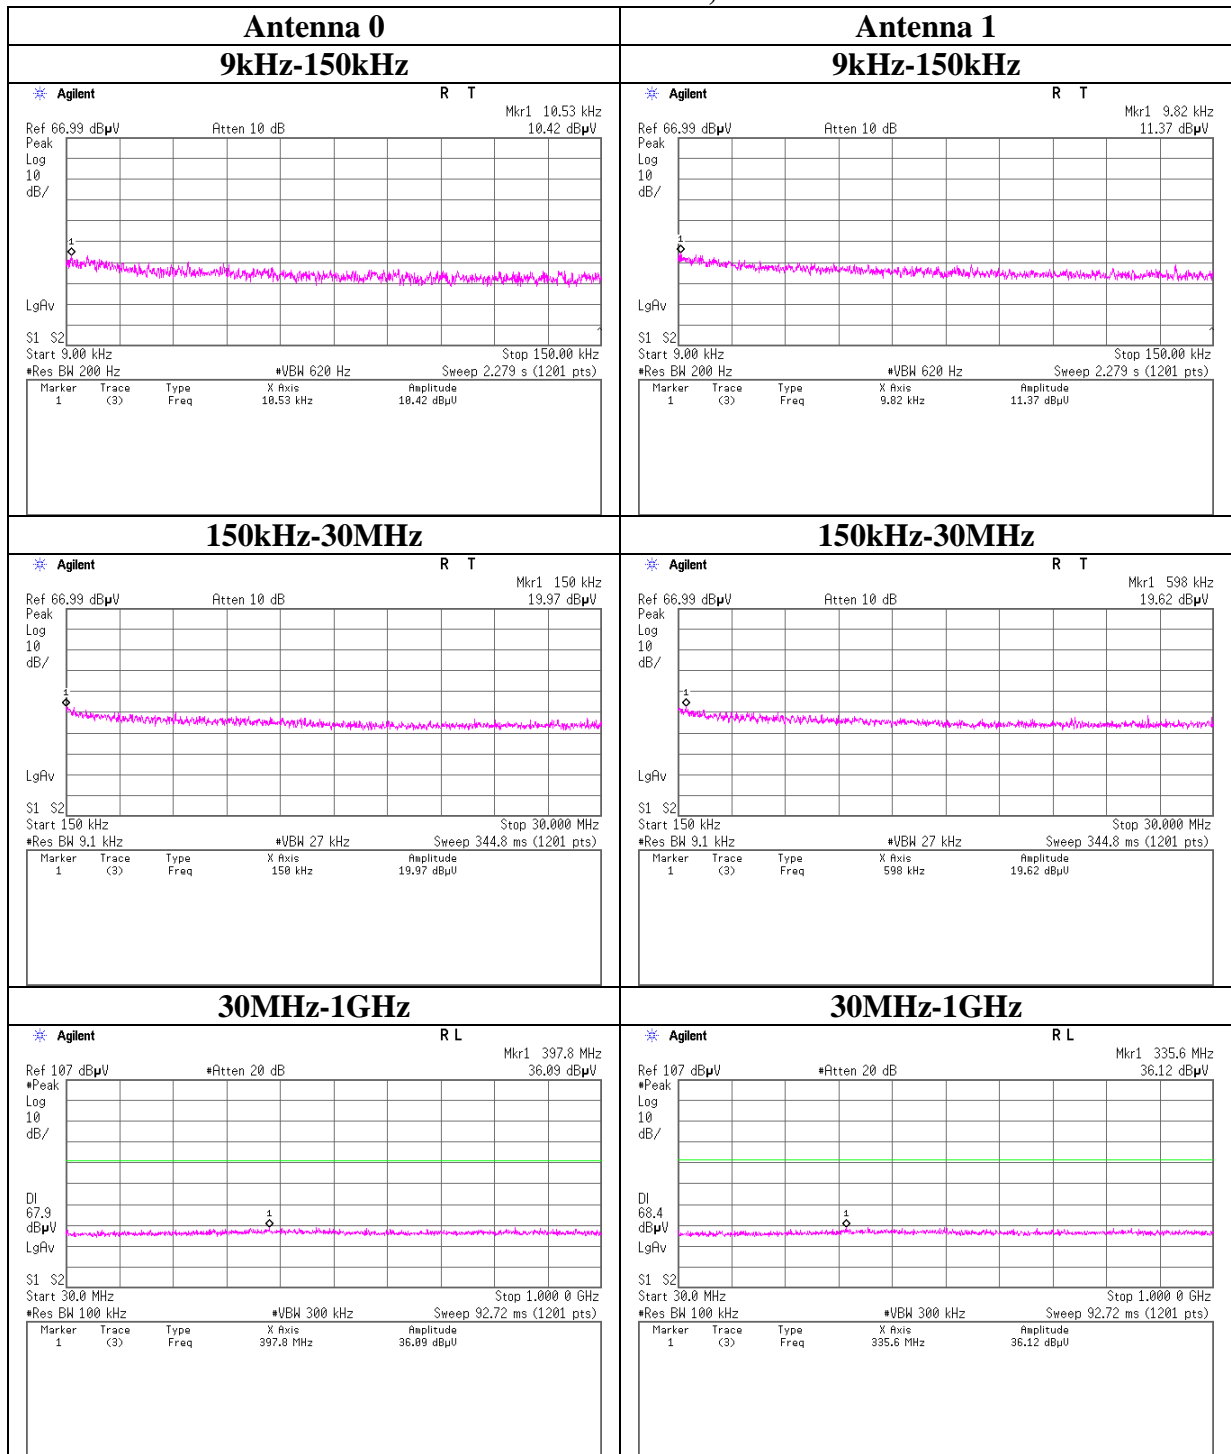 Antenna 0
Antenna 1
9kHz-150kHz
9kHz-150kHz
Agilent
R T
Mkr1 10.53 kHz
Ref 66.99 dBµV
Atten 10 dB
10.42 dBµV
Peak
Log
10
dB/
1
LgAv
S1 S2
Start 9.00 kHz
Stop 150.00 kHz
#Res BW 200 Hz
#VBW 620 Hz
Sweep 2.279 s (1201 pts)
Marker Trace Type X Axis Amplitude
1 (3) Freq 10.53 kHz 10.42 dBµV
Agilent
R T
Mkr1 9.82 kHz
Ref 66.99 dBµV
Atten 10 dB
11.37 dBµV
Peak
Log
10
dB/
1
LgAv
S1 S2
Start 9.00 kHz
Stop 150.00 kHz
#Res BW 200 Hz
#VBW 620 Hz
Sweep 2.279 s (1201 pts)
Marker Trace Type X Axis Amplitude
1 (3) Freq 9.82 kHz 11.37 dBµV
150kHz-30MHz
150kHz-30MHz
Agilent
R T
Mkr1 150 kHz
Ref 66.99 dBµV
Atten 10 dB
19.97 dBµV
Peak
Log
10
dB/
1
LgAv
S1 S2
Start 150 kHz
Stop 30.000 MHz
#Res BW 9.1 kHz
#VBW 27 kHz
Sweep 344.8 ms (1201 pts)
Marker Trace Type X Axis Amplitude
1 (3) Freq 150 kHz 19.97 dBµV
Agilent
R T
Mkr1 598 kHz
Ref 66.99 dBµV
Atten 10 dB
19.62 dBµV
Peak
Log
10
dB/
1
LgAv
S1 S2
Start 150 kHz
Stop 30.000 MHz
#Res BW 9.1 kHz
#VBW 27 kHz
Sweep 344.8 ms (1201 pts)
Marker Trace Type X Axis Amplitude
1 (3) Freq 598 kHz 19.62 dBµV
30MHz-1GHz
30MHz-1GHz
Agilent
R L
Mkr1 397.8 MHz
Ref 107 dBµV
#Atten 20 dB
36.09 dBµV
#Peak
Log
10
dB/
DI
67.9
dBµV
1
LgAv
S1 S2
Start 30.0 MHz
Stop 1.000 0 GHz
#Res BW 100 kHz
#VBW 300 kHz
Sweep 92.72 ms (1201 pts)
Marker Trace Type X Axis Amplitude
1 (3) Freq 397.8 MHz 36.09 dBµV
Agilent
R L
Mkr1 335.6 MHz
Ref 107 dBµV
#Atten 20 dB
36.12 dBµV
#Peak
Log
10
dB/
DI
68.4
dBµV
1
LgAv
S1 S2
Start 30.0 MHz
Stop 1.000 0 GHz
#Res BW 100 kHz
#VBW 300 kHz
Sweep 92.72 ms (1201 pts)
Marker Trace Type X Axis Amplitude
1 (3) Freq 335.6 MHz 36.12 dBµV